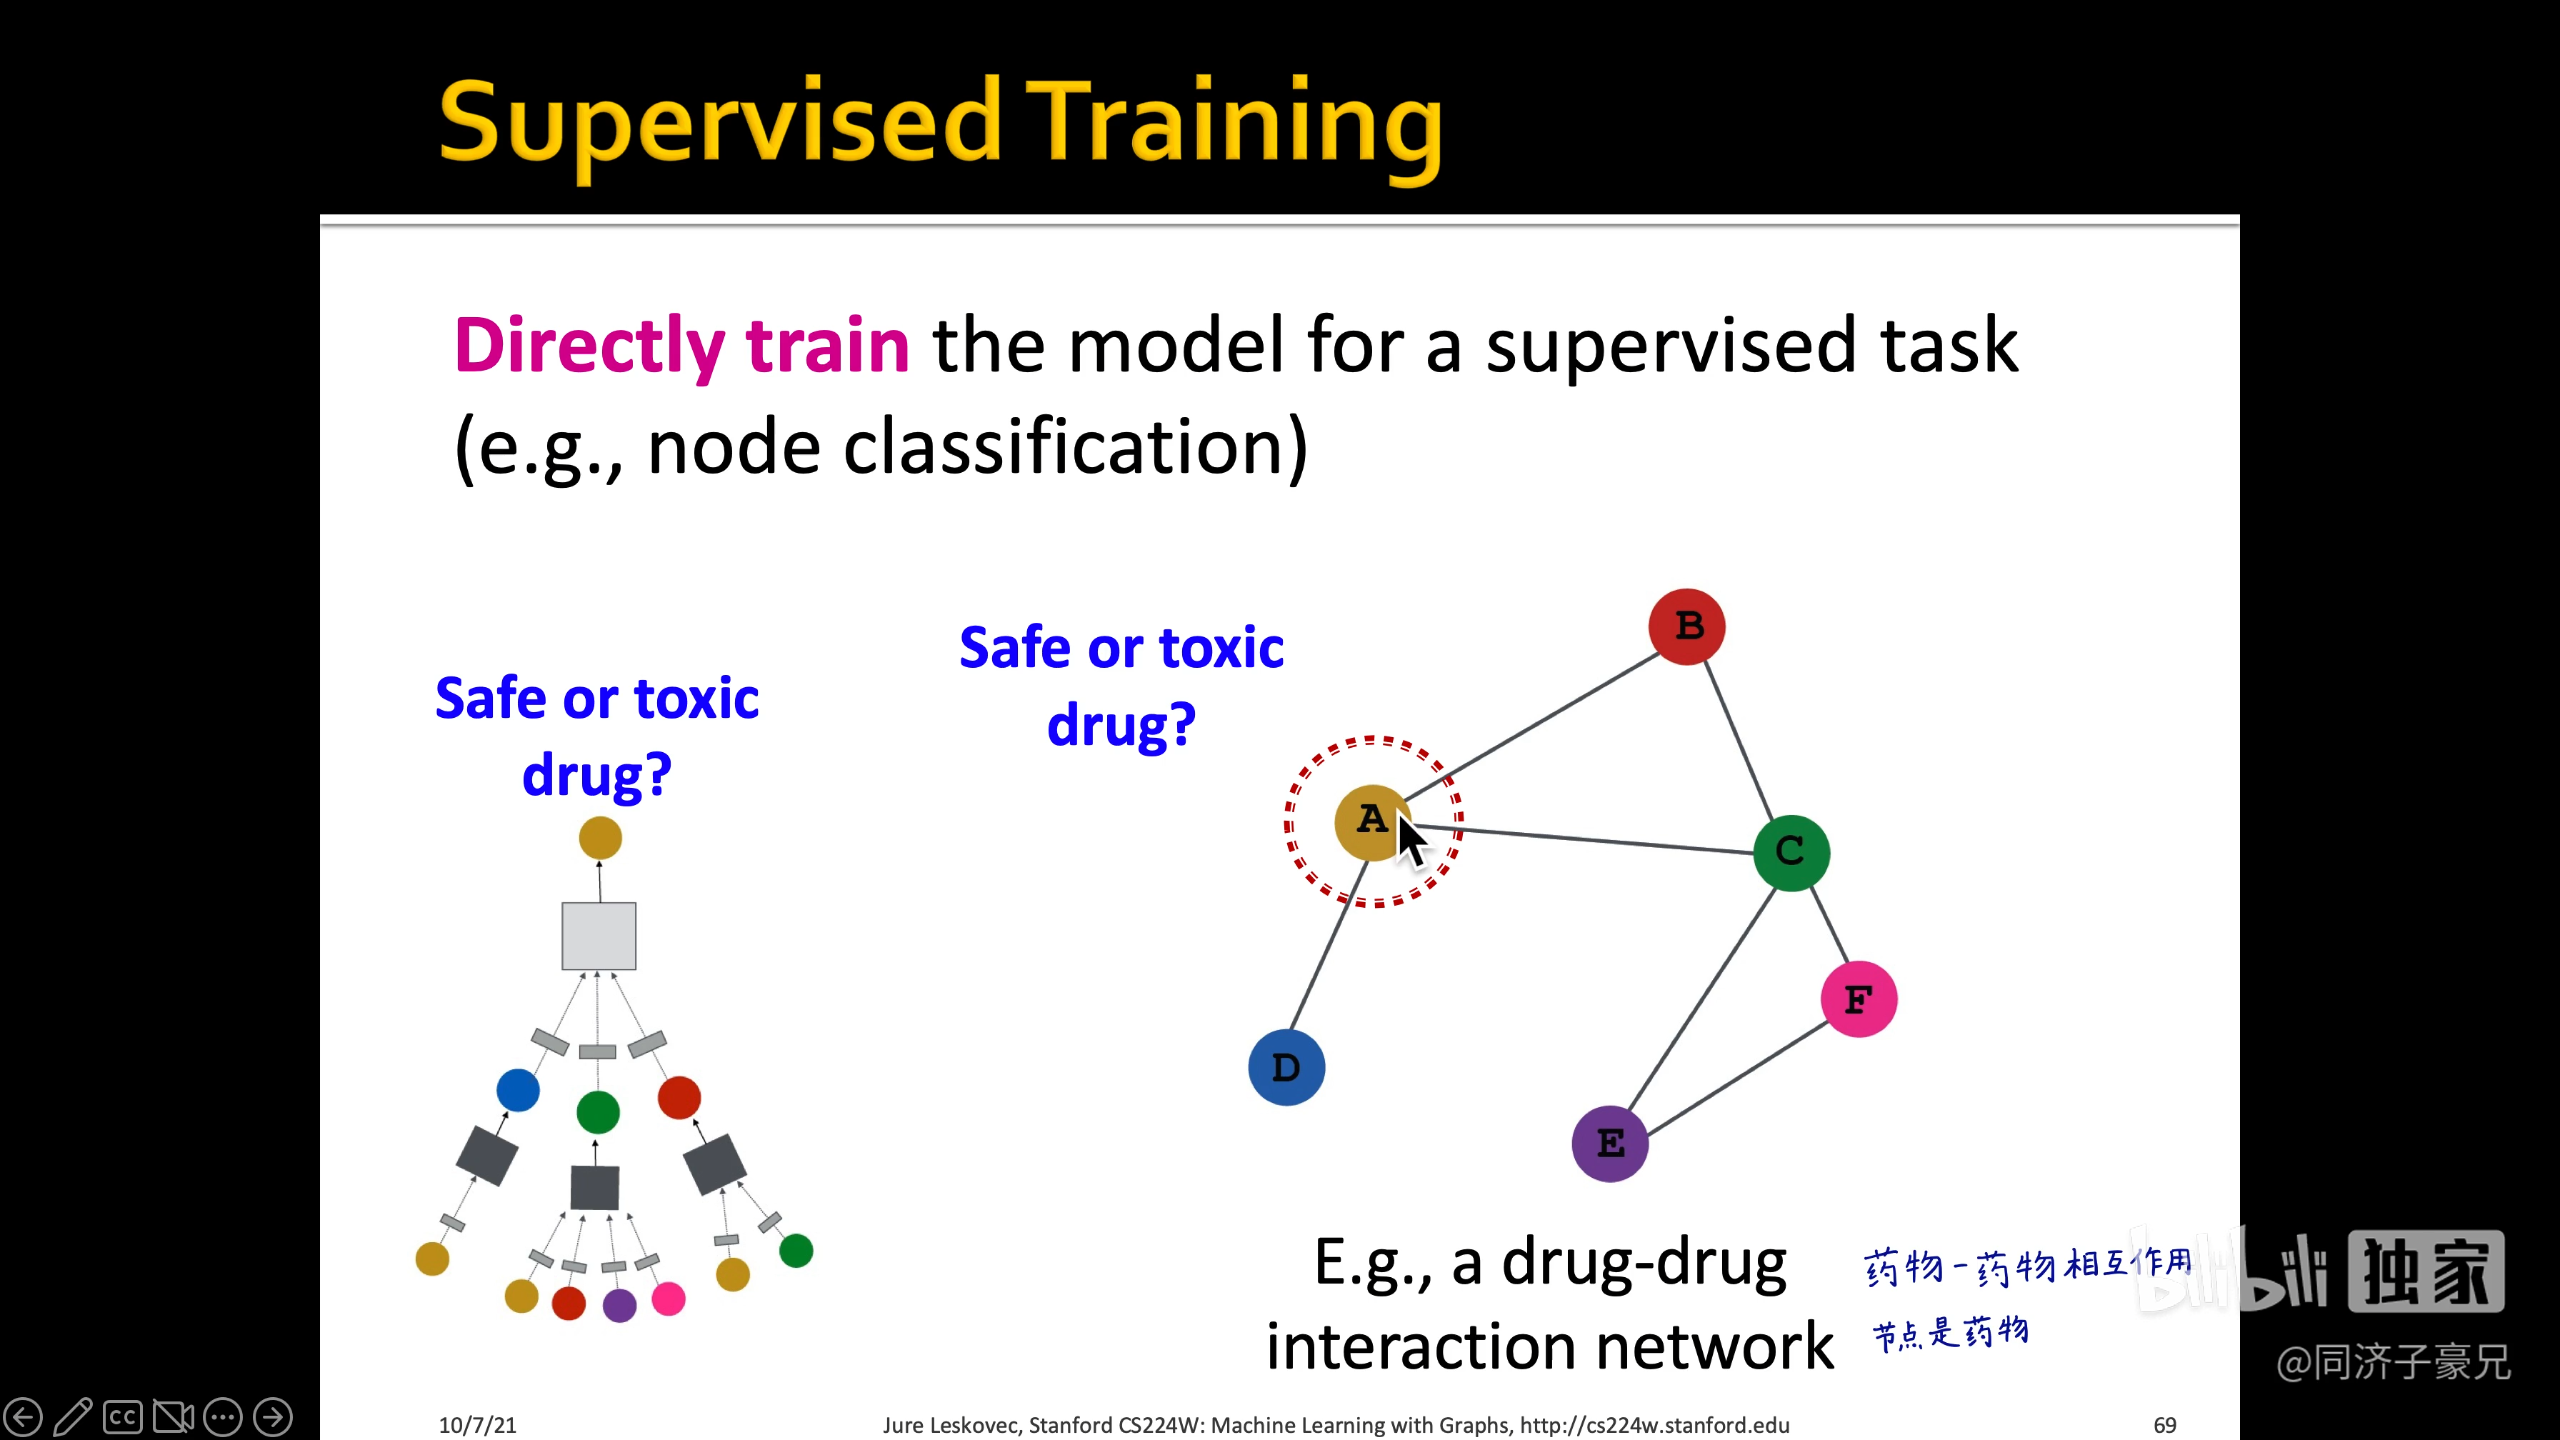 Supervised Training
Directly train the model for a supervised task
(e.g., node classification)
Safe or toxic
drug?
Safe or toxic
drug?
B
A
C
F
D
E
E.g., a drug-drug
interaction network
药物-药物相互作用
节点是药物
bilibili 独家
@同济子豪兄
CC
10/7/21
Jure Leskovec, Stanford CS224W: Machine Learning with Graphs, http://cs224w.stanford.edu
69